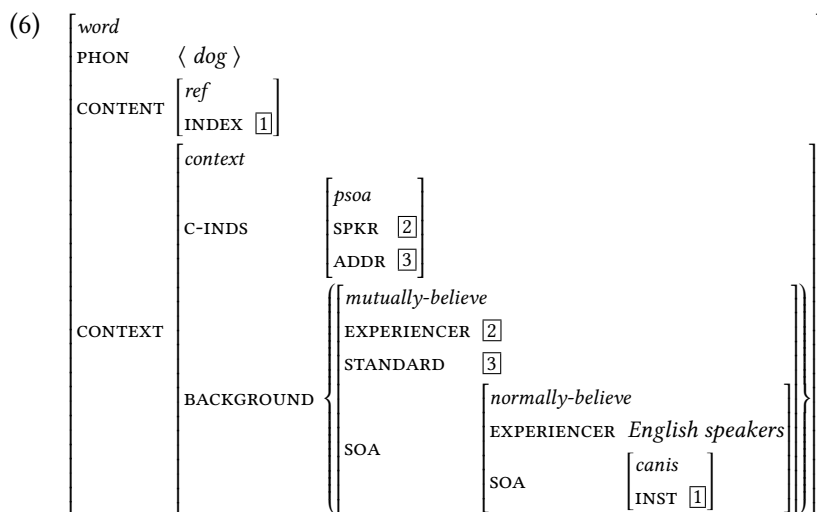 (6)
word
PHON ⟨ dog ⟩
CONTENT
ref
INDEX 1
context
C-INDS
psoa
SPKR 2
ADDR 3
CONTEXT
BACKGROUND
mutually-believe
EXPERIENCER 2
STANDARD 3
SOA
normally-believe
EXPERIENCER English speakers
SOA
canis
INST 1